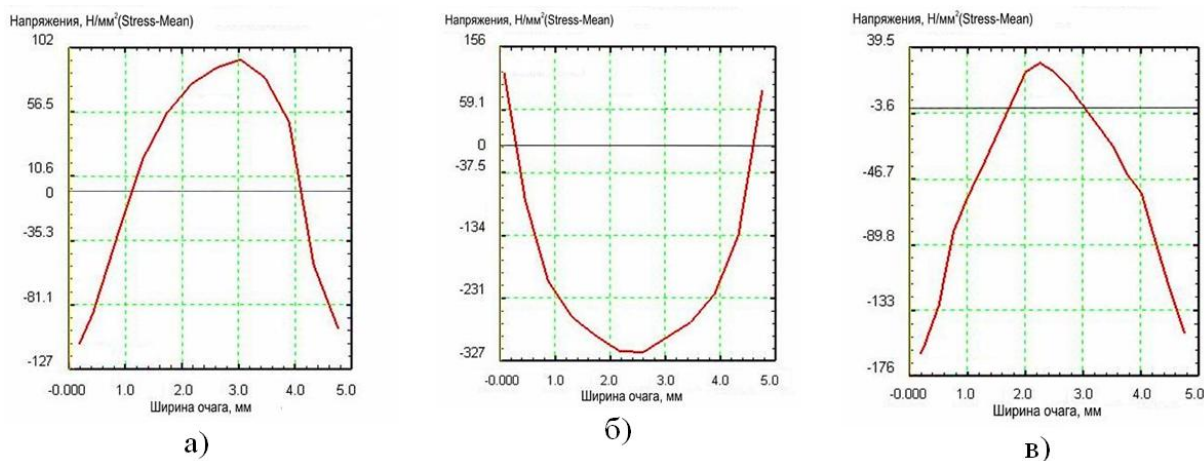 Напряжения, Н/мм²(Stress-Mean)
102
56.5
10.6
0
-35.3
-81.1
-127
-0.000 1.0 2.0 3.0 4.0 5.0
Ширина очага, мм
а)
Напряжения, Н/мм²(Stress-Mean)
156
59.1
0
-37.5
-134
-231
-327
-0.000 1.0 2.0 3.0 4.0 5.0
Ширина очага, мм
б)
Напряжения, Н/мм²(Stress-Mean)
39.5
-3.6
-46.7
-89.8
-133
-176
-0.000 1.0 2.0 3.0 4.0 5.0
Ширина очага, мм
в)